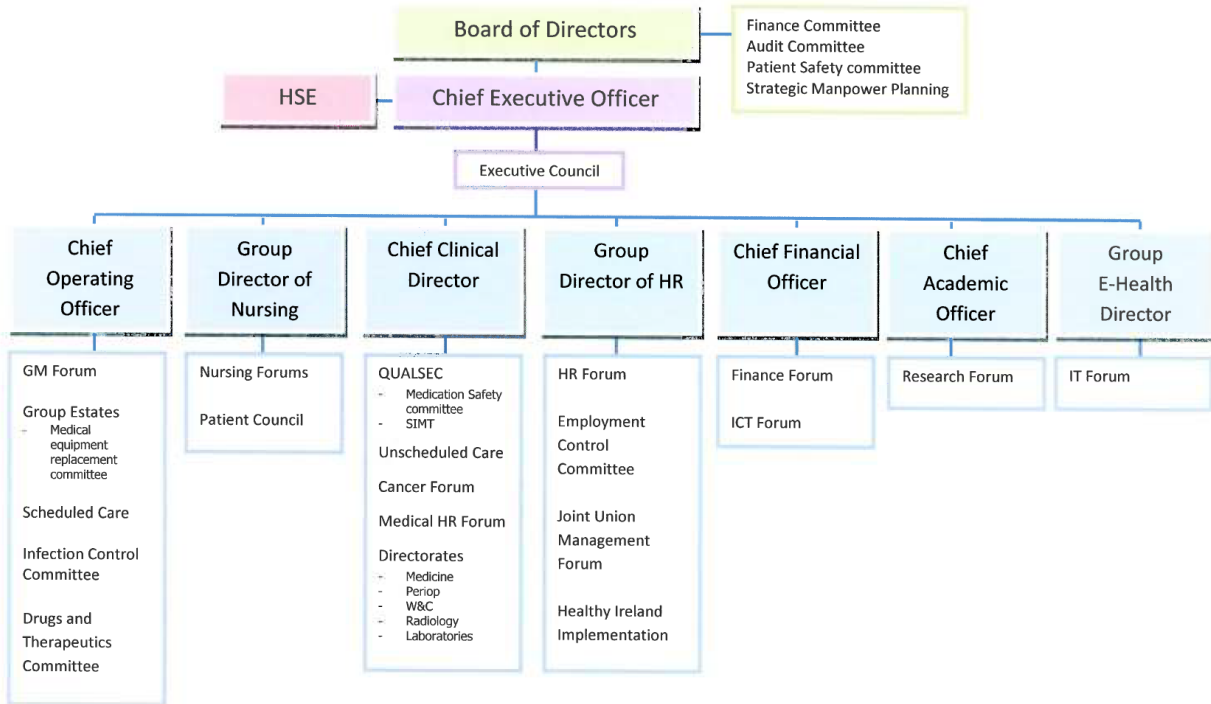 Board of Directors
Finance Committee
Audit Committee
Patient Safety committee
Strategic Manpower Planning
HSE
Chief Executive Officer
Executive Council
Chief
Operating
Officer
Group
Director of
Nursing
Chief Clinical
Director
Group
Director of HR
Chief Financial
Officer
Chief
Academic
Officer
Group
E-Health
Director
GM Forum
Group Estates
- Medical
equipment
replacement
committee
Scheduled Care
Infection Control
Committee
Drugs and
Therapeutics
Committee
Nursing Forums
Patient Council
QUALSEC
- Medication Safety
committee
- SIMT
Unscheduled Care
Cancer Forum
Medical HR Forum
Directorates
- Medicine
- Periop
- W&C
- Radiology
- Laboratories
HR Forum
Employment
Control
Committee
Joint Union
Management
Forum
Healthy Ireland
Implementation
Finance Forum
ICT Forum
Research Forum
IT Forum